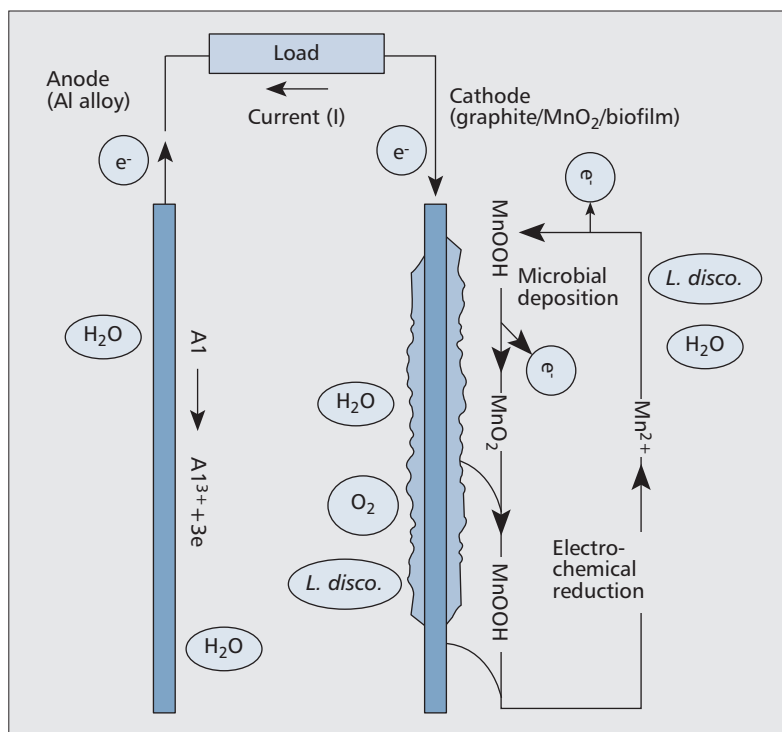 Load
Anode
(Al alloy)
Current (I)
Cathode
(graphite/MnO₂/biofilm)
e⁻
e⁻
e⁻
MnOOH
Microbial
deposition
L. disco.
H₂O
H₂O
A1
e⁻
H₂O
MnO₂
Mn²⁺
A1³⁺+3e
O₂
Electro-
chemical
reduction
L. disco.
MnOOH
H₂O